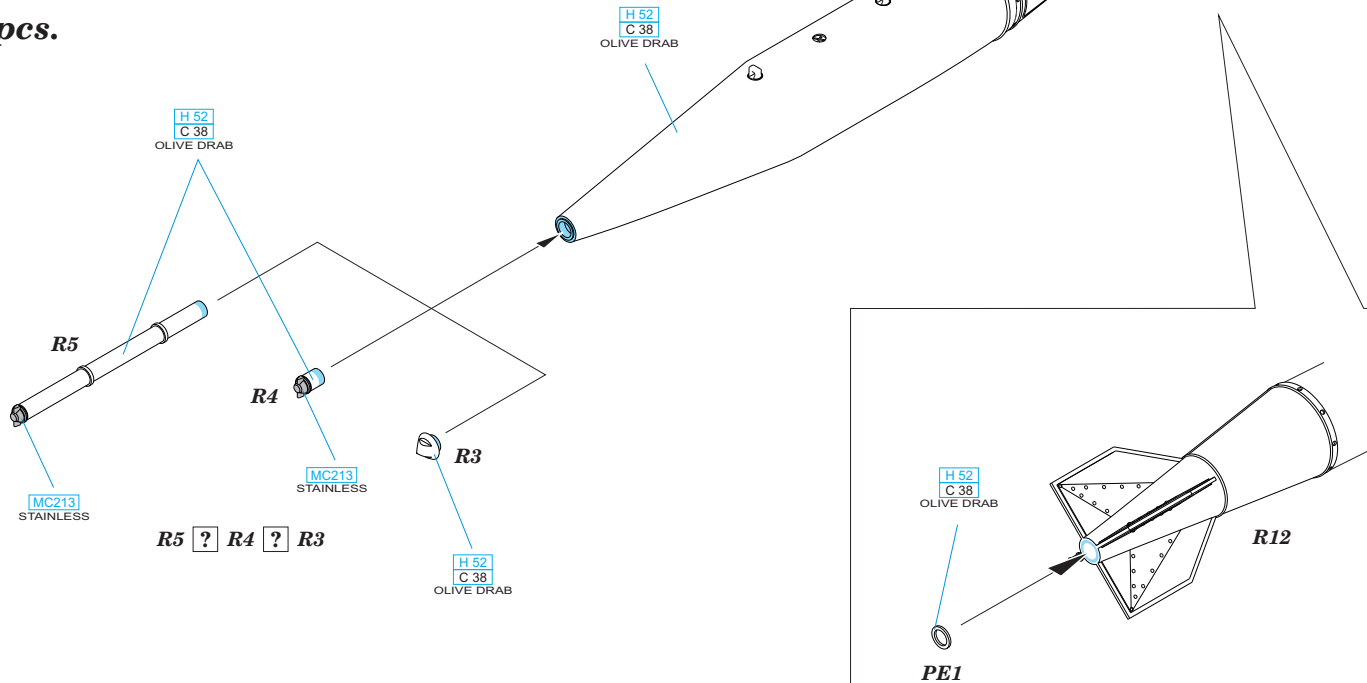 pcs.
H 52
C 38
OLIVE DRAB
H 52
C 38
OLIVE DRAB
R5
R4
R3
MC213
STAINLESS
MC213
STAINLESS
R5 ? R4 ? R3
H 52
C 38
OLIVE DRAB
H 52
C 38
OLIVE DRAB
R12
PE1